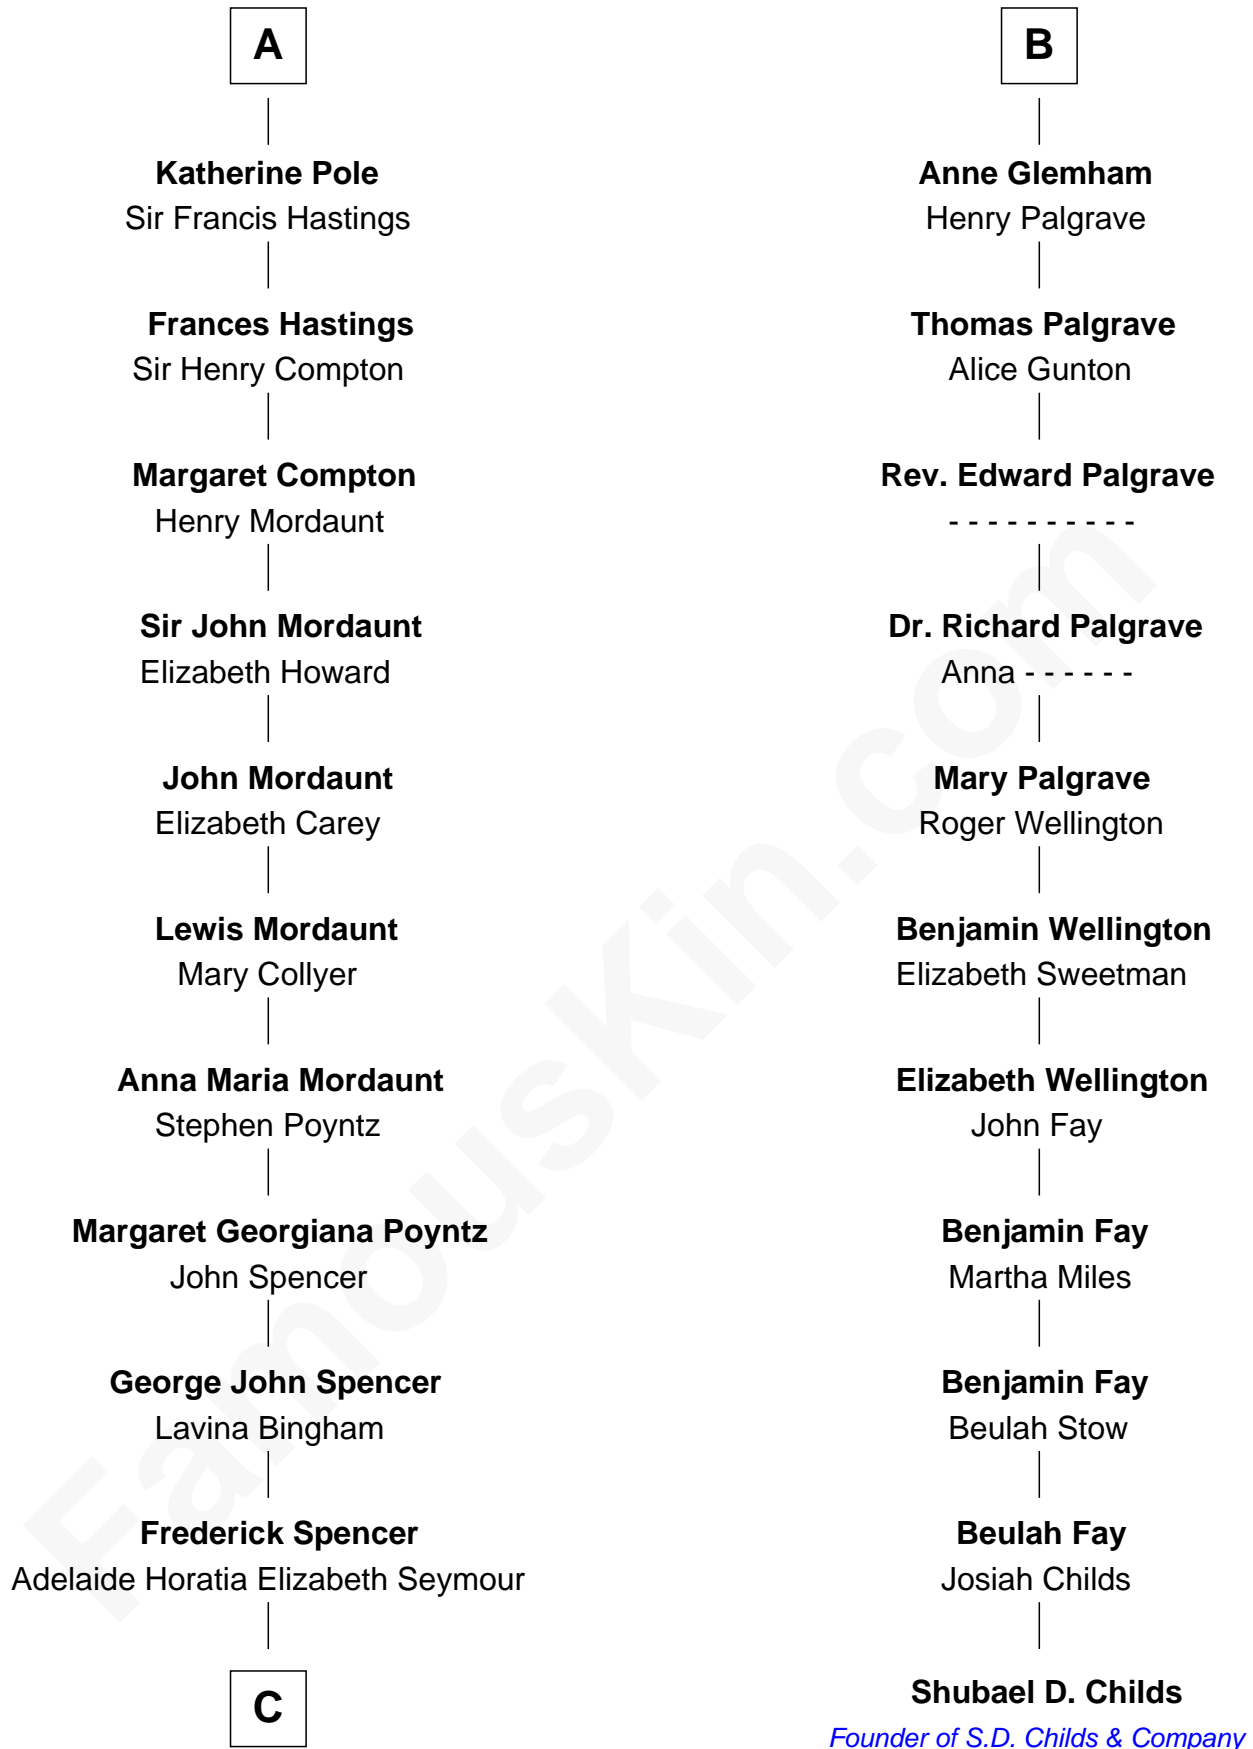 A
Katherine Pole
Sir Francis Hastings
Frances Hastings
Sir Henry Compton
Margaret Compton
Henry Mordaunt
Sir John Mordaunt
Elizabeth Howard
John Mordaunt
Elizabeth Carey
Lewis Mordaunt
Mary Collyer
Anna Maria Mordaunt
Stephen Poyntz
Margaret Georgiana Poyntz
John Spencer
George John Spencer
Lavina Bingham
Frederick Spencer
Adelaide Horatia Elizabeth Seymour
C
B
Anne Glemham
Henry Palgrave
Thomas Palgrave
Alice Gunton
Rev. Edward Palgrave
- - - - - - - - - -
Dr. Richard Palgrave
Anna - - - - - -
Mary Palgrave
Roger Wellington
Benjamin Wellington
Elizabeth Sweetman
Elizabeth Wellington
John Fay
Benjamin Fay
Martha Miles
Benjamin Fay
Beulah Stow
Beulah Fay
Josiah Childs
Shubael D. Childs
Founder of S.D. Childs & Company
FamousKin.com